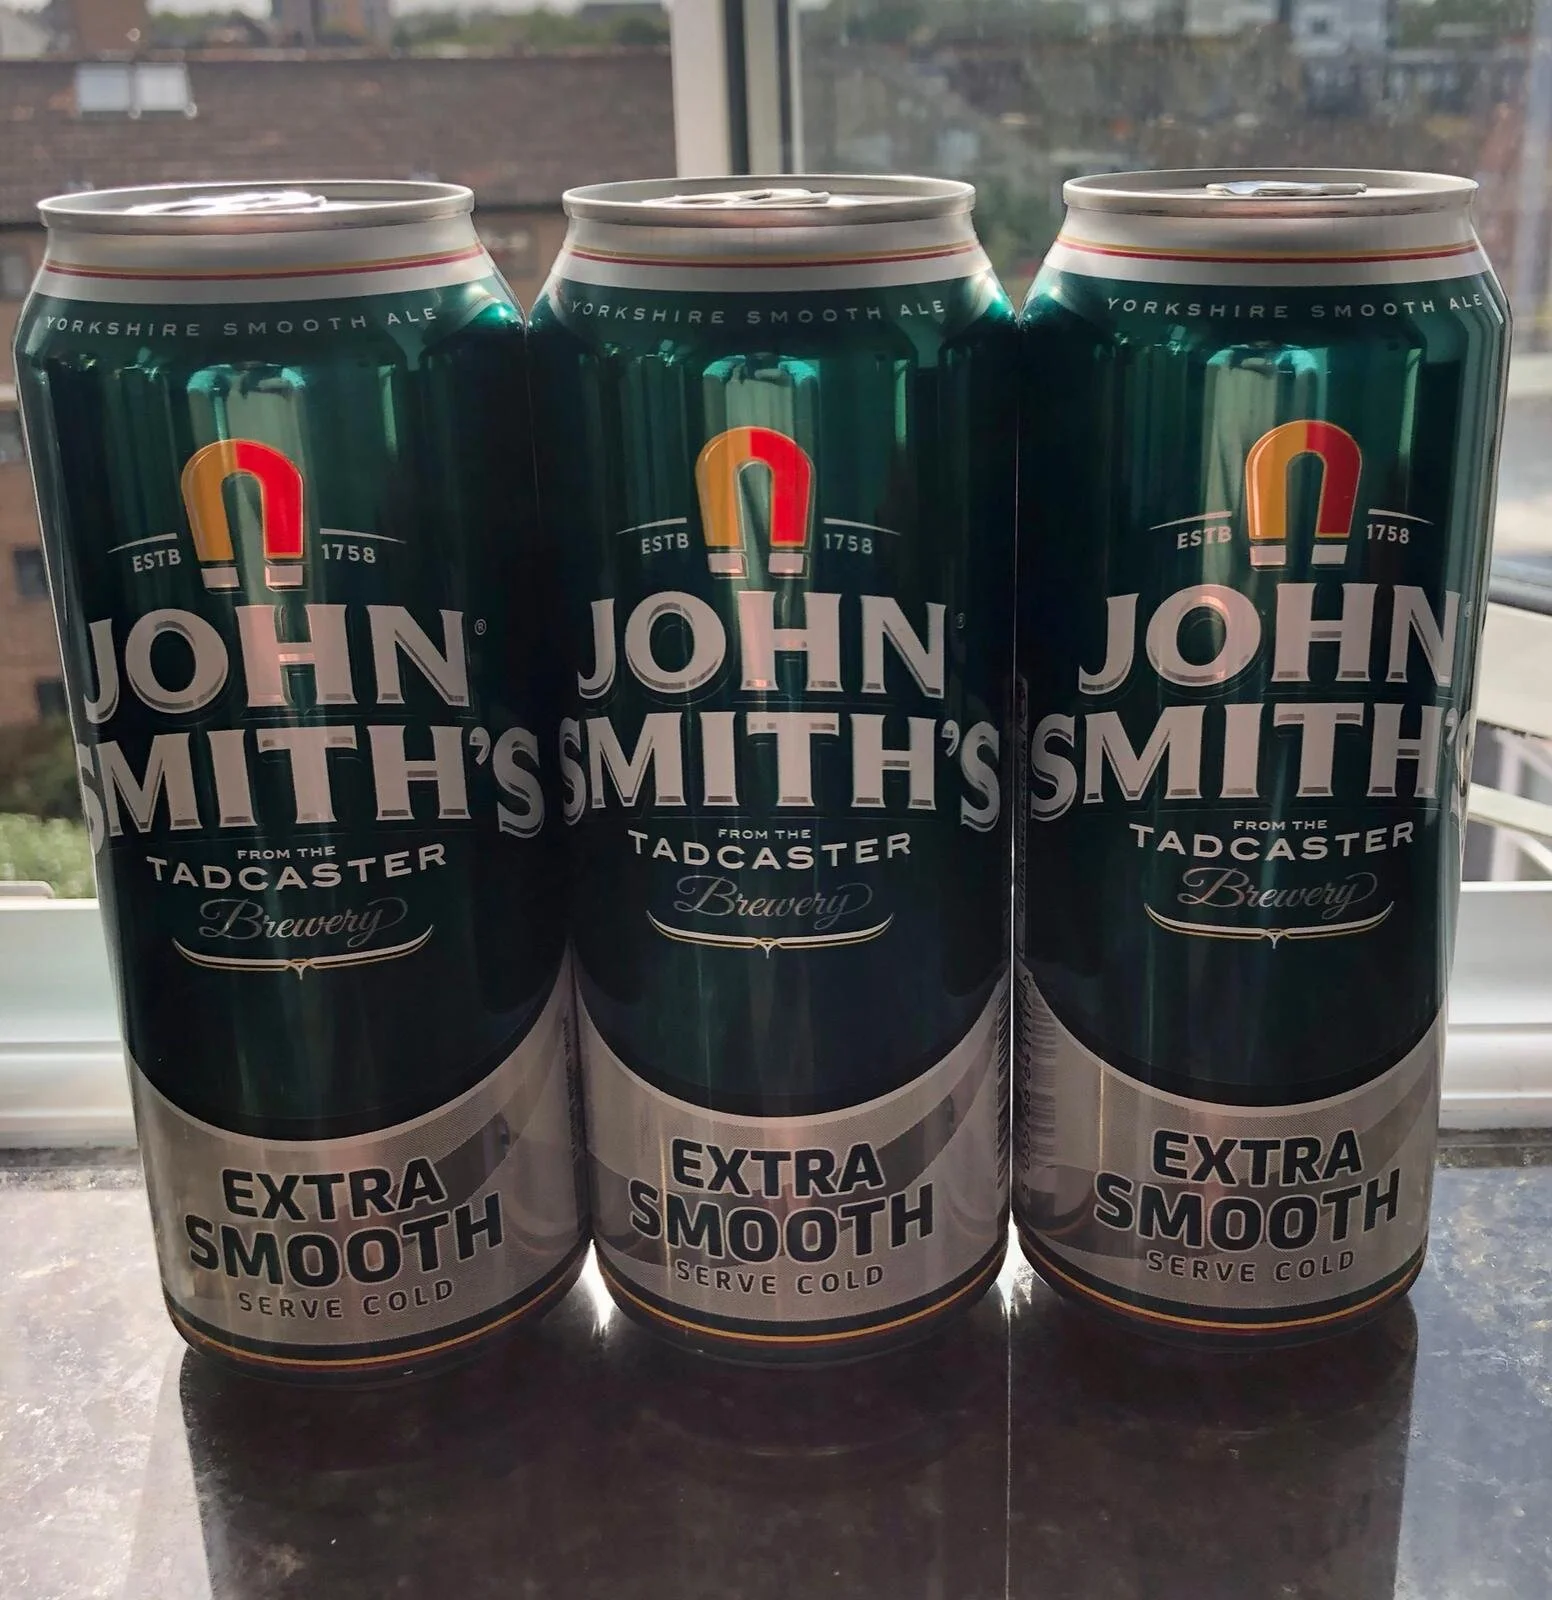 YORKSHIRE SMOOTH ALE
ESTB 1758
JOHN
SMITH'S
FROM THE
TADCASTER
Brewery
EXTRA
SMOOTH
SERVE COLD
YORKSHIRE SMOOTH ALE
ESTB 1758
JOHN
SMITH'S
FROM THE
TADCASTER
Brewery
EXTRA
SMOOTH
SERVE COLD
YORKSHIRE SMOOTH ALE
ESTB 1758
JOHN
SMITH'S
FROM THE
TADCASTER
Brewery
EXTRA
SMOOTH
SERVE COLD